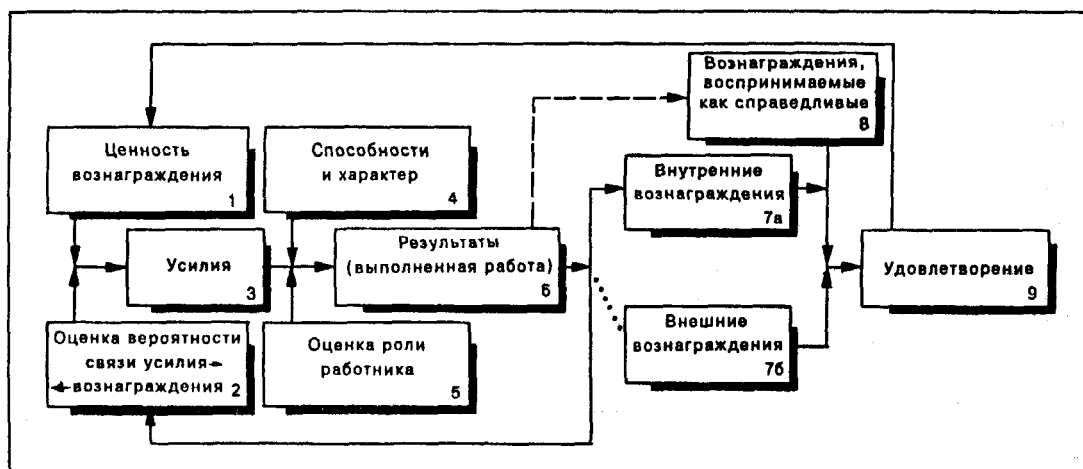 Ценность
вознаграждения
1
Оценка вероятности
связи усилия-
вознаграждения
2
Усилия
3
Способности
и характер
4
Оценка роли
работника
5
Результаты
(выполненная работа)
6
Внутренние
вознаграждения
7а
Внешние
вознаграждения
7б
Вознаграждения,
воспринимаемые
как справедливые
8
Удовлетворение
9